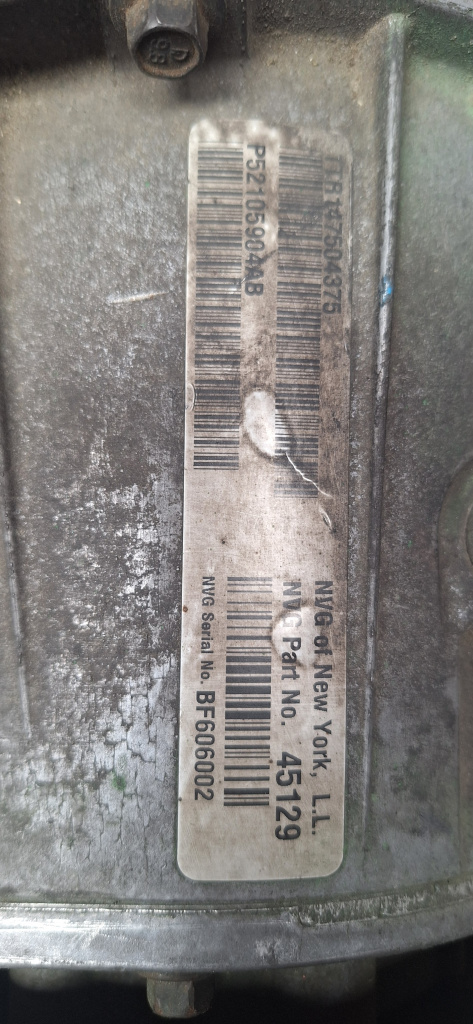 P52105904AB
NVG of New York, L.L.
NVG Part No. 45129
NVG Serial No. BF606002